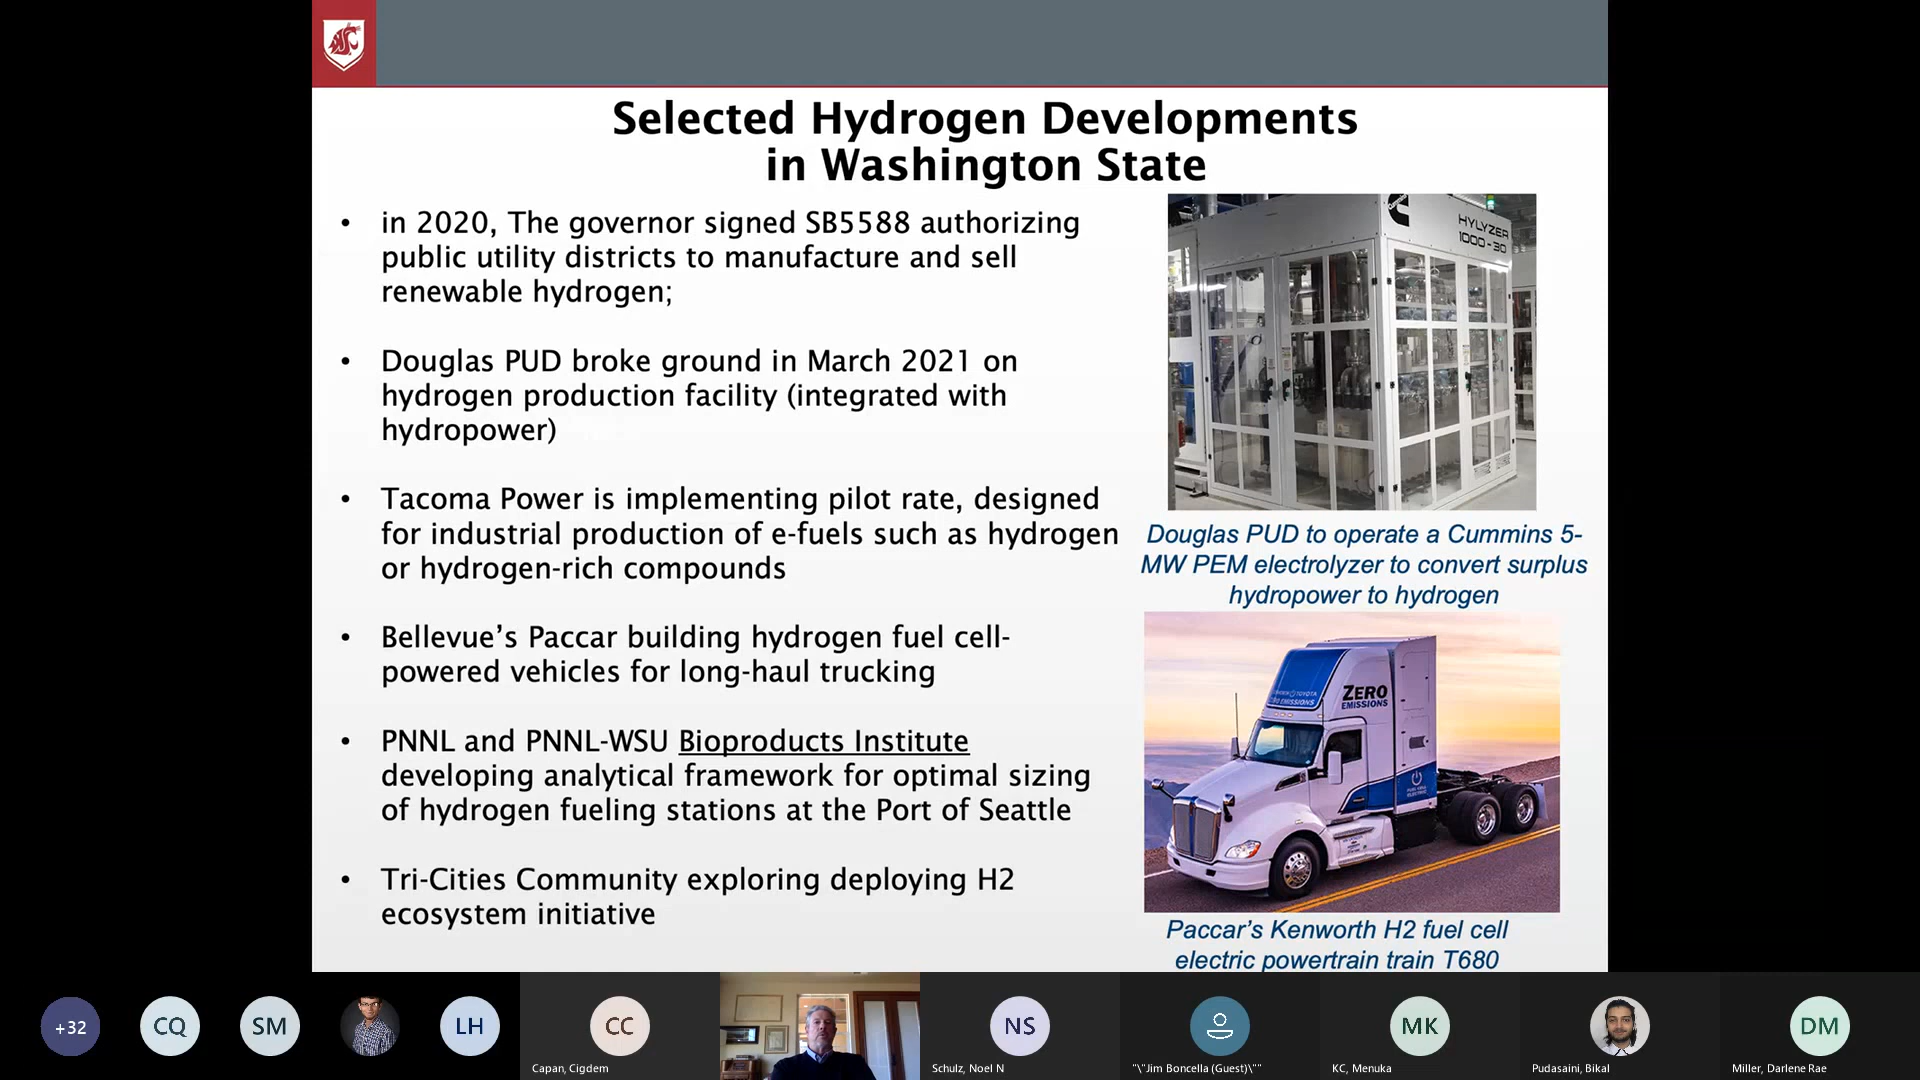 Selected Hydrogen Developments
in Washington State
• in 2020, The governor signed SB5588 authorizing
public utility districts to manufacture and sell
renewable hydrogen;
• Douglas PUD broke ground in March 2021 on
hydrogen production facility (integrated with
hydropower)
• Tacoma Power is implementing pilot rate, designed
for industrial production of e-fuels such as hydrogen
or hydrogen-rich compounds
• Bellevue’s Paccar building hydrogen fuel cell-
powered vehicles for long-haul trucking
• PNNL and PNNL-WSU Bioproducts Institute
developing analytical framework for optimal sizing
of hydrogen fueling stations at the Port of Seattle
• Tri-Cities Community exploring deploying H2
ecosystem initiative
HYLYZER
1000-30
Douglas PUD to operate a Cummins 5-
MW PEM electrolyzer to convert surplus
hydropower to hydrogen
ZERO
EMISSIONS
Paccar’s Kenworth H2 fuel cell
electric powertrain train T680
+32
CQ
SM
LH
CC
NS
MK
DM
Capan, Cigdem
Schulz, Noel N
"\"Jim Boncella (Guest)\""
KC, Menuka
Pudasaini, Bikal
Miller, Darlene Rae